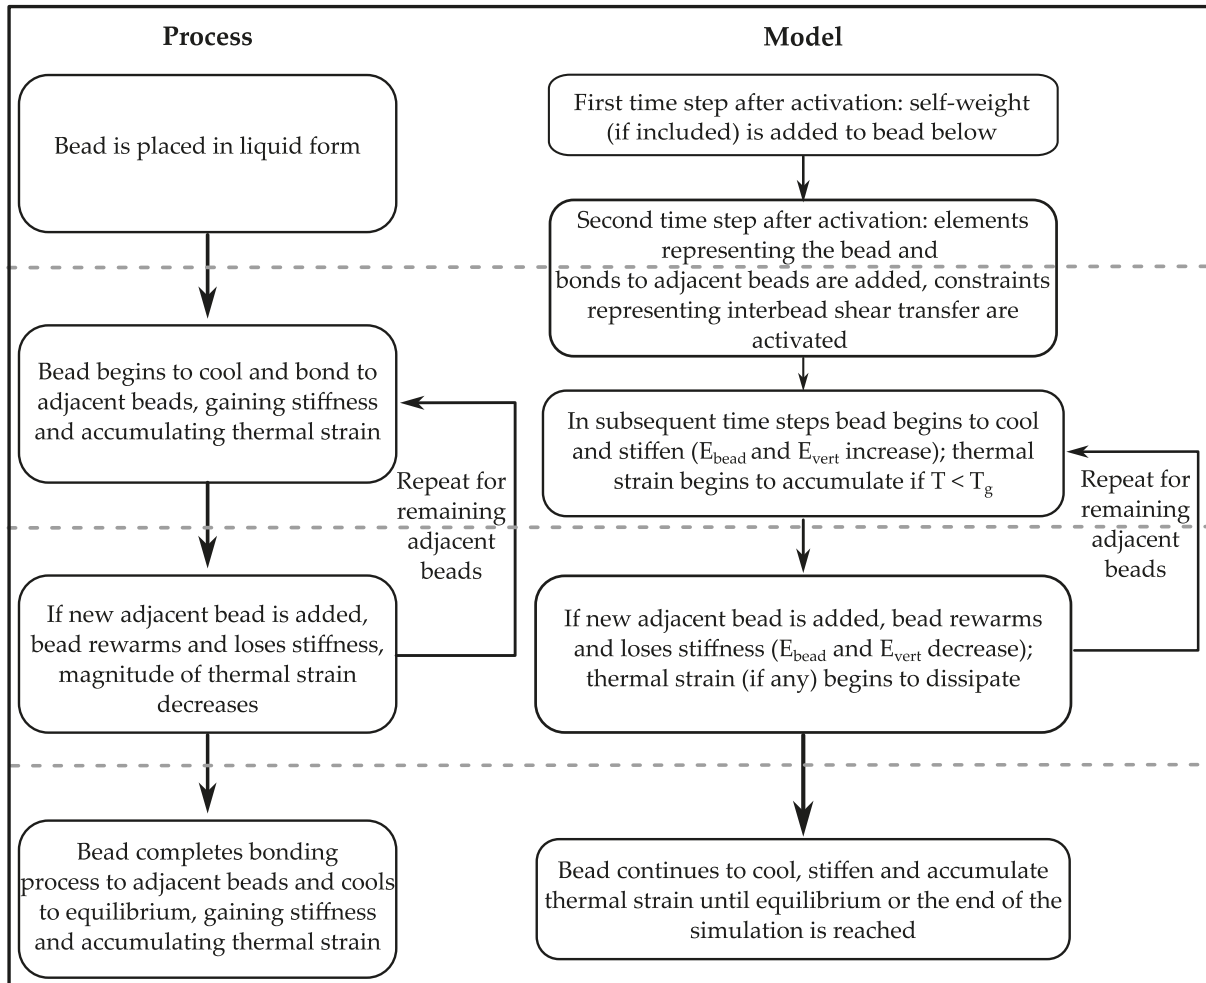 Process
Bead is placed in liquid form
Bead begins to cool and bond to
adjacent beads, gaining stiffness
and accumulating thermal strain
Repeat for
remaining
adjacent
beads
If new adjacent bead is added,
bead rewarms and loses stiffness,
magnitude of thermal strain
decreases
Bead completes bonding
process to adjacent beads and cools
to equilibrium, gaining stiffness
and accumulating thermal strain
Model
First time step after activation: self-weight
(if included) is added to bead below
Second time step after activation: elements
representing the bead and
bonds to adjacent beads are added, constraints
representing interbead shear transfer are
activated
In subsequent time steps bead begins to cool
and stiffen (E_bead and E_vert increase); thermal
strain begins to accumulate if T < T_g
Repeat for
remaining
adjacent
beads
If new adjacent bead is added, bead rewarms
and loses stiffness (E_bead and E_vert decrease);
thermal strain (if any) begins to dissipate
Bead continues to cool, stiffen and accumulate
thermal strain until equilibrium or the end of the
simulation is reached